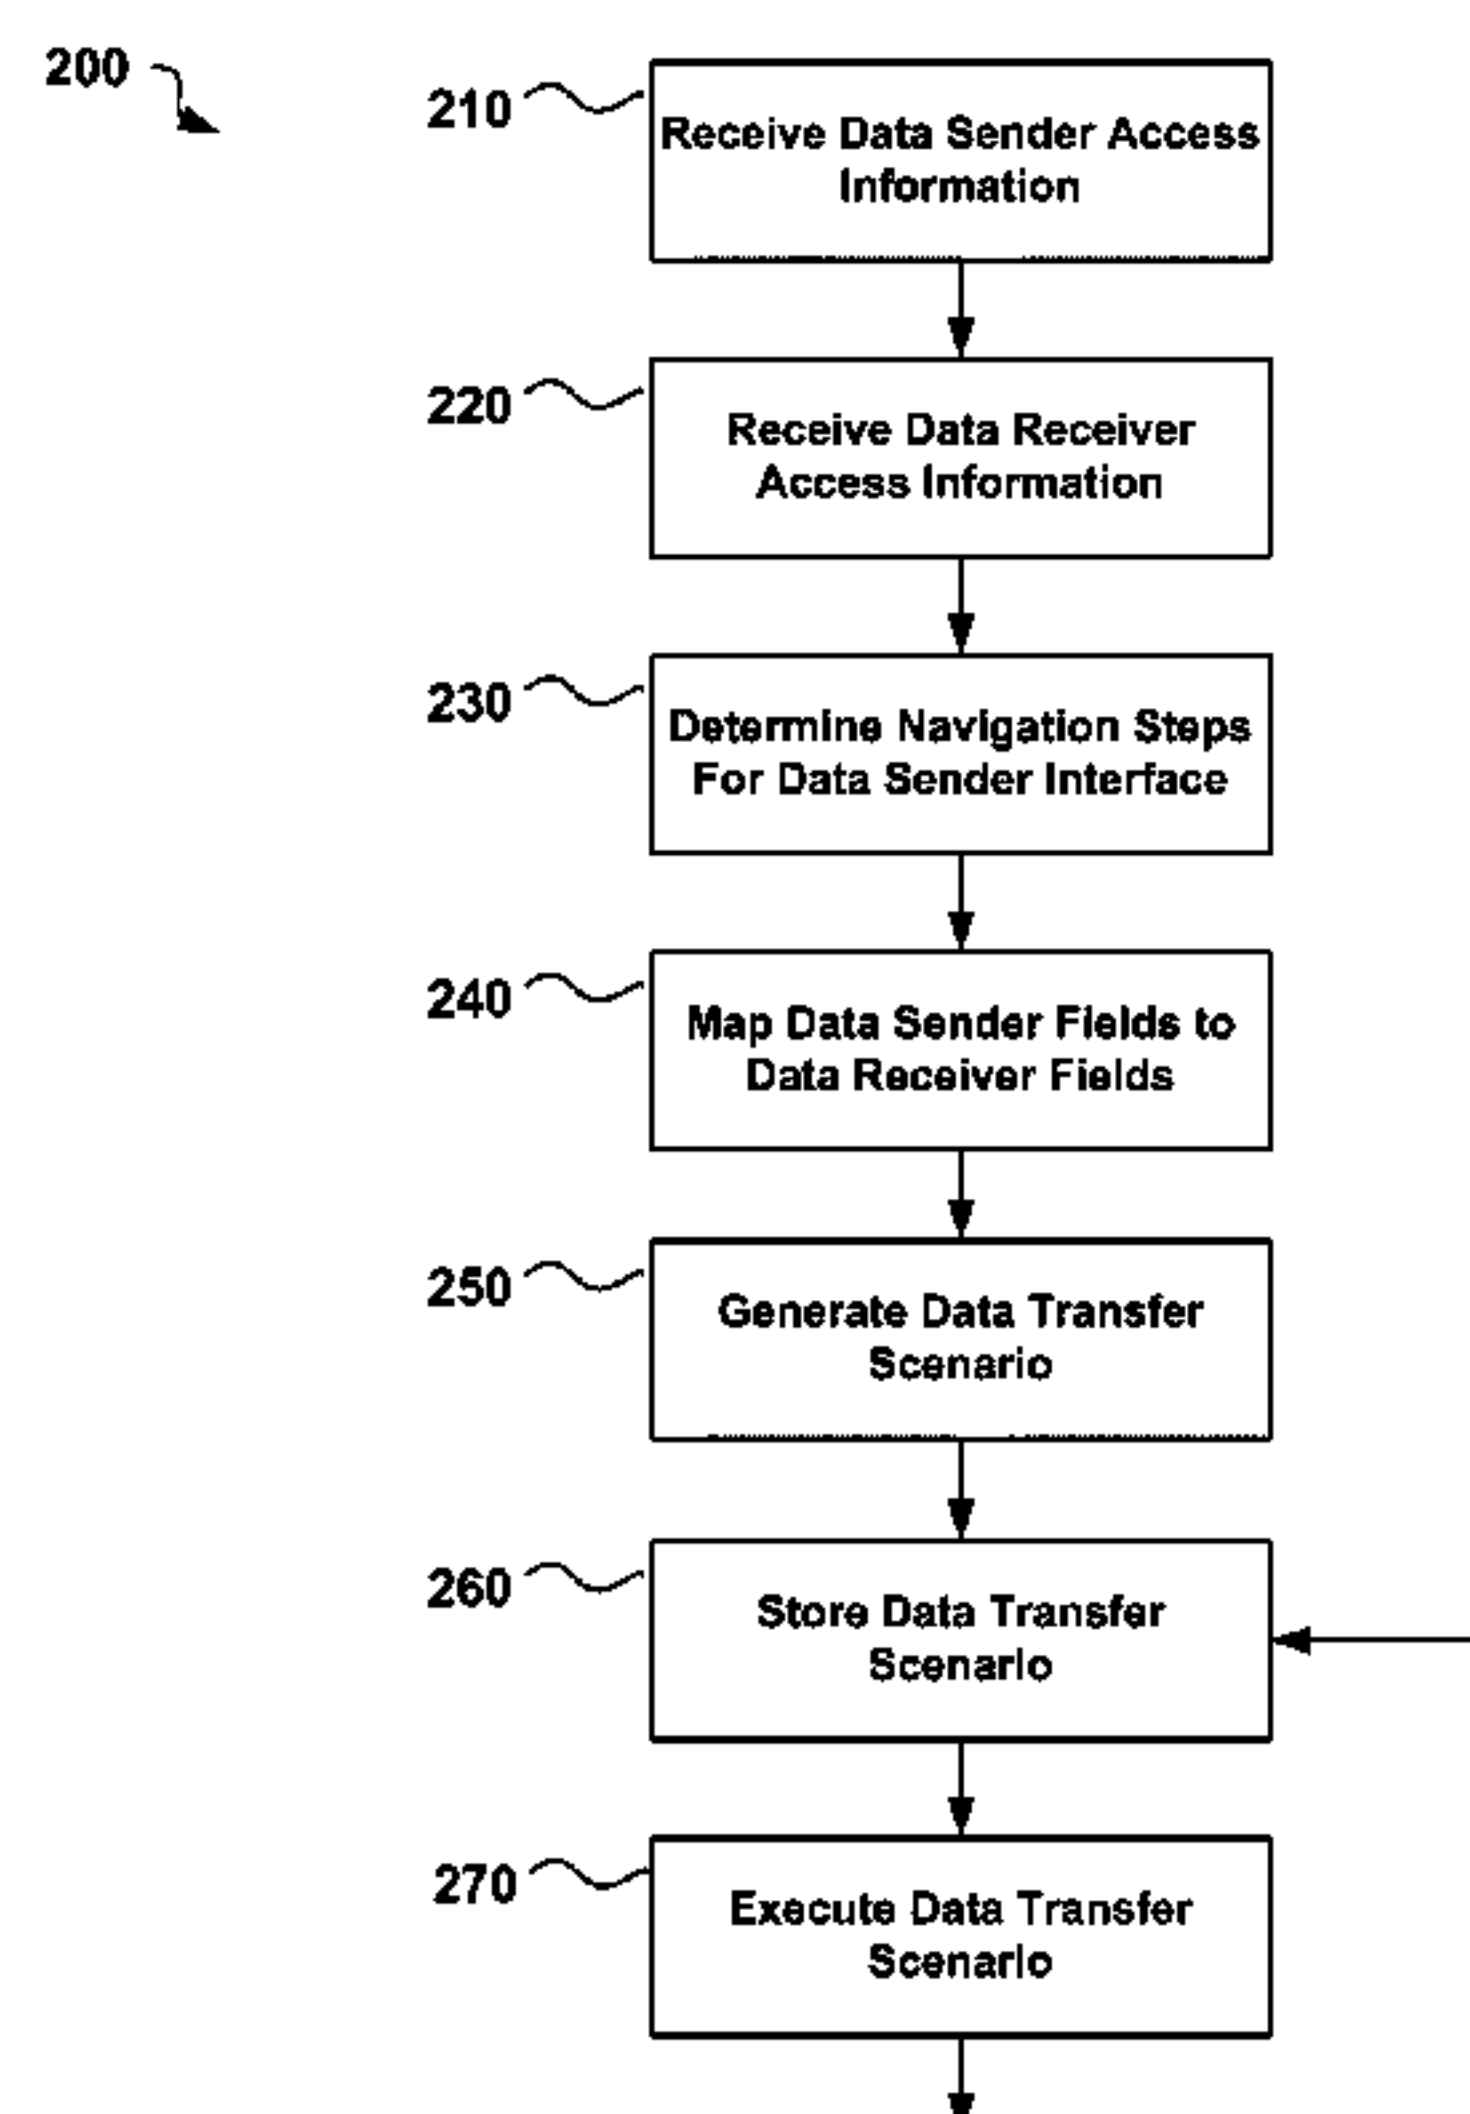 200
210
Receive Data Sender Access
Information
220
Receive Data Receiver
Access Information
230
Determine Navigation Steps
For Data Sender Interface
240
Map Data Sender Fields to
Data Receiver Fields
250
Generate Data Transfer
Scenario
260
Store Data Transfer
Scenario
270
Execute Data Transfer
Scenario